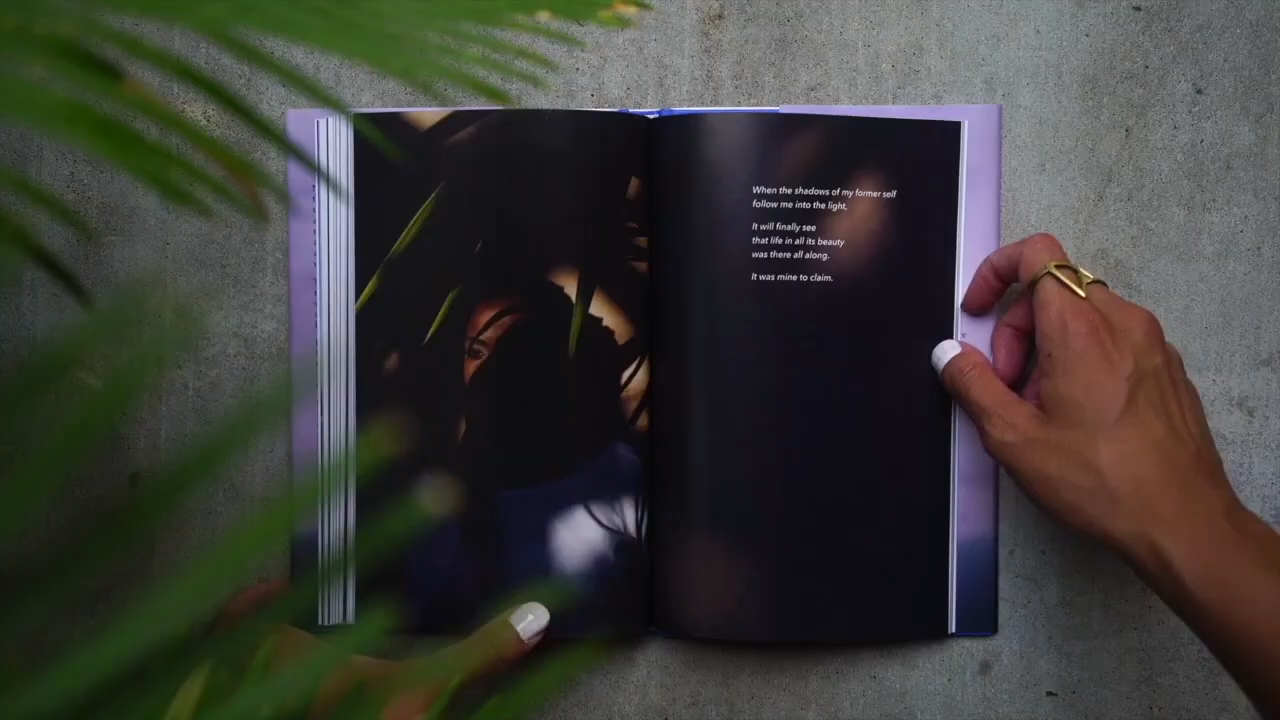 When the shadows of my former self
follow me into the light,
It will finally see
that life in all its beauty
was there all along.
It was mine to claim.